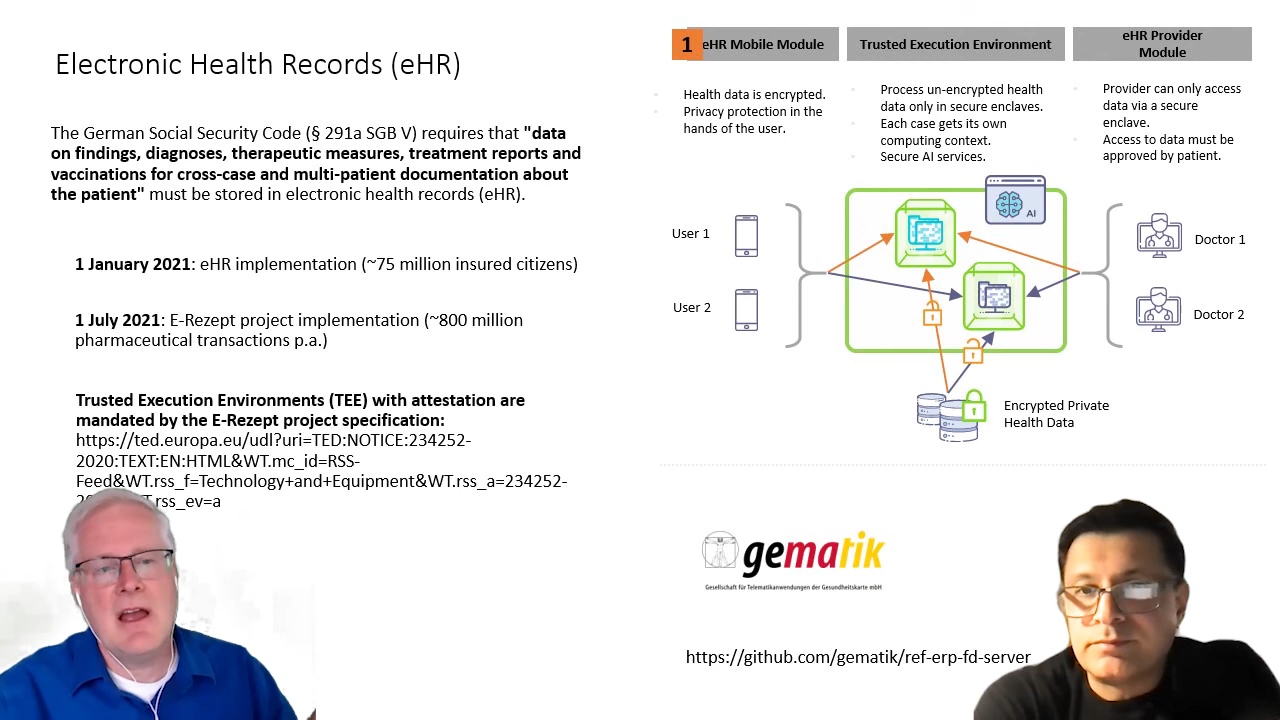 Electronic Health Records (eHR)
The German Social Security Code (§ 291a SGB V) requires that "data
on findings, diagnoses, therapeutic measures, treatment reports and
vaccinations for cross-case and multi-patient documentation about
the patient" must be stored in electronic health records (eHR).
1 January 2021: eHR implementation (~75 million insured citizens)
1 July 2021: E-Rezept project implementation (~800 million
pharmaceutical transactions p.a.)
Trusted Execution Environments (TEE) with attestation are
mandated by the E-Rezept project specification:
https://ted.europa.eu/udl?uri=TED:NOTICE:234252-
2020:TEXT:EN:HTML&WT.mc_id=RSS-
Feed&WT.rss_f=Technology+and+Equipment&WT.rss_a=234252-
.rss_ev=a
1
eHR Mobile Module
Health data is encrypted.
Privacy protection in the
hands of the user.
Trusted Execution Environment
Process un-encrypted health
data only in secure enclaves.
Each case gets its own
computing context.
Secure AI services.
eHR Provider
Module
Provider can only access
data via a secure
enclave.
Access to data must be
approved by patient.
AI
User 1
User 2
Doctor 1
Doctor 2
Encrypted Private
Health Data
gematik
Gesellschaft für Telematikanwendungen der Gesundheitskarte mbH
https://github.com/gematik/ref-erp-fd-server